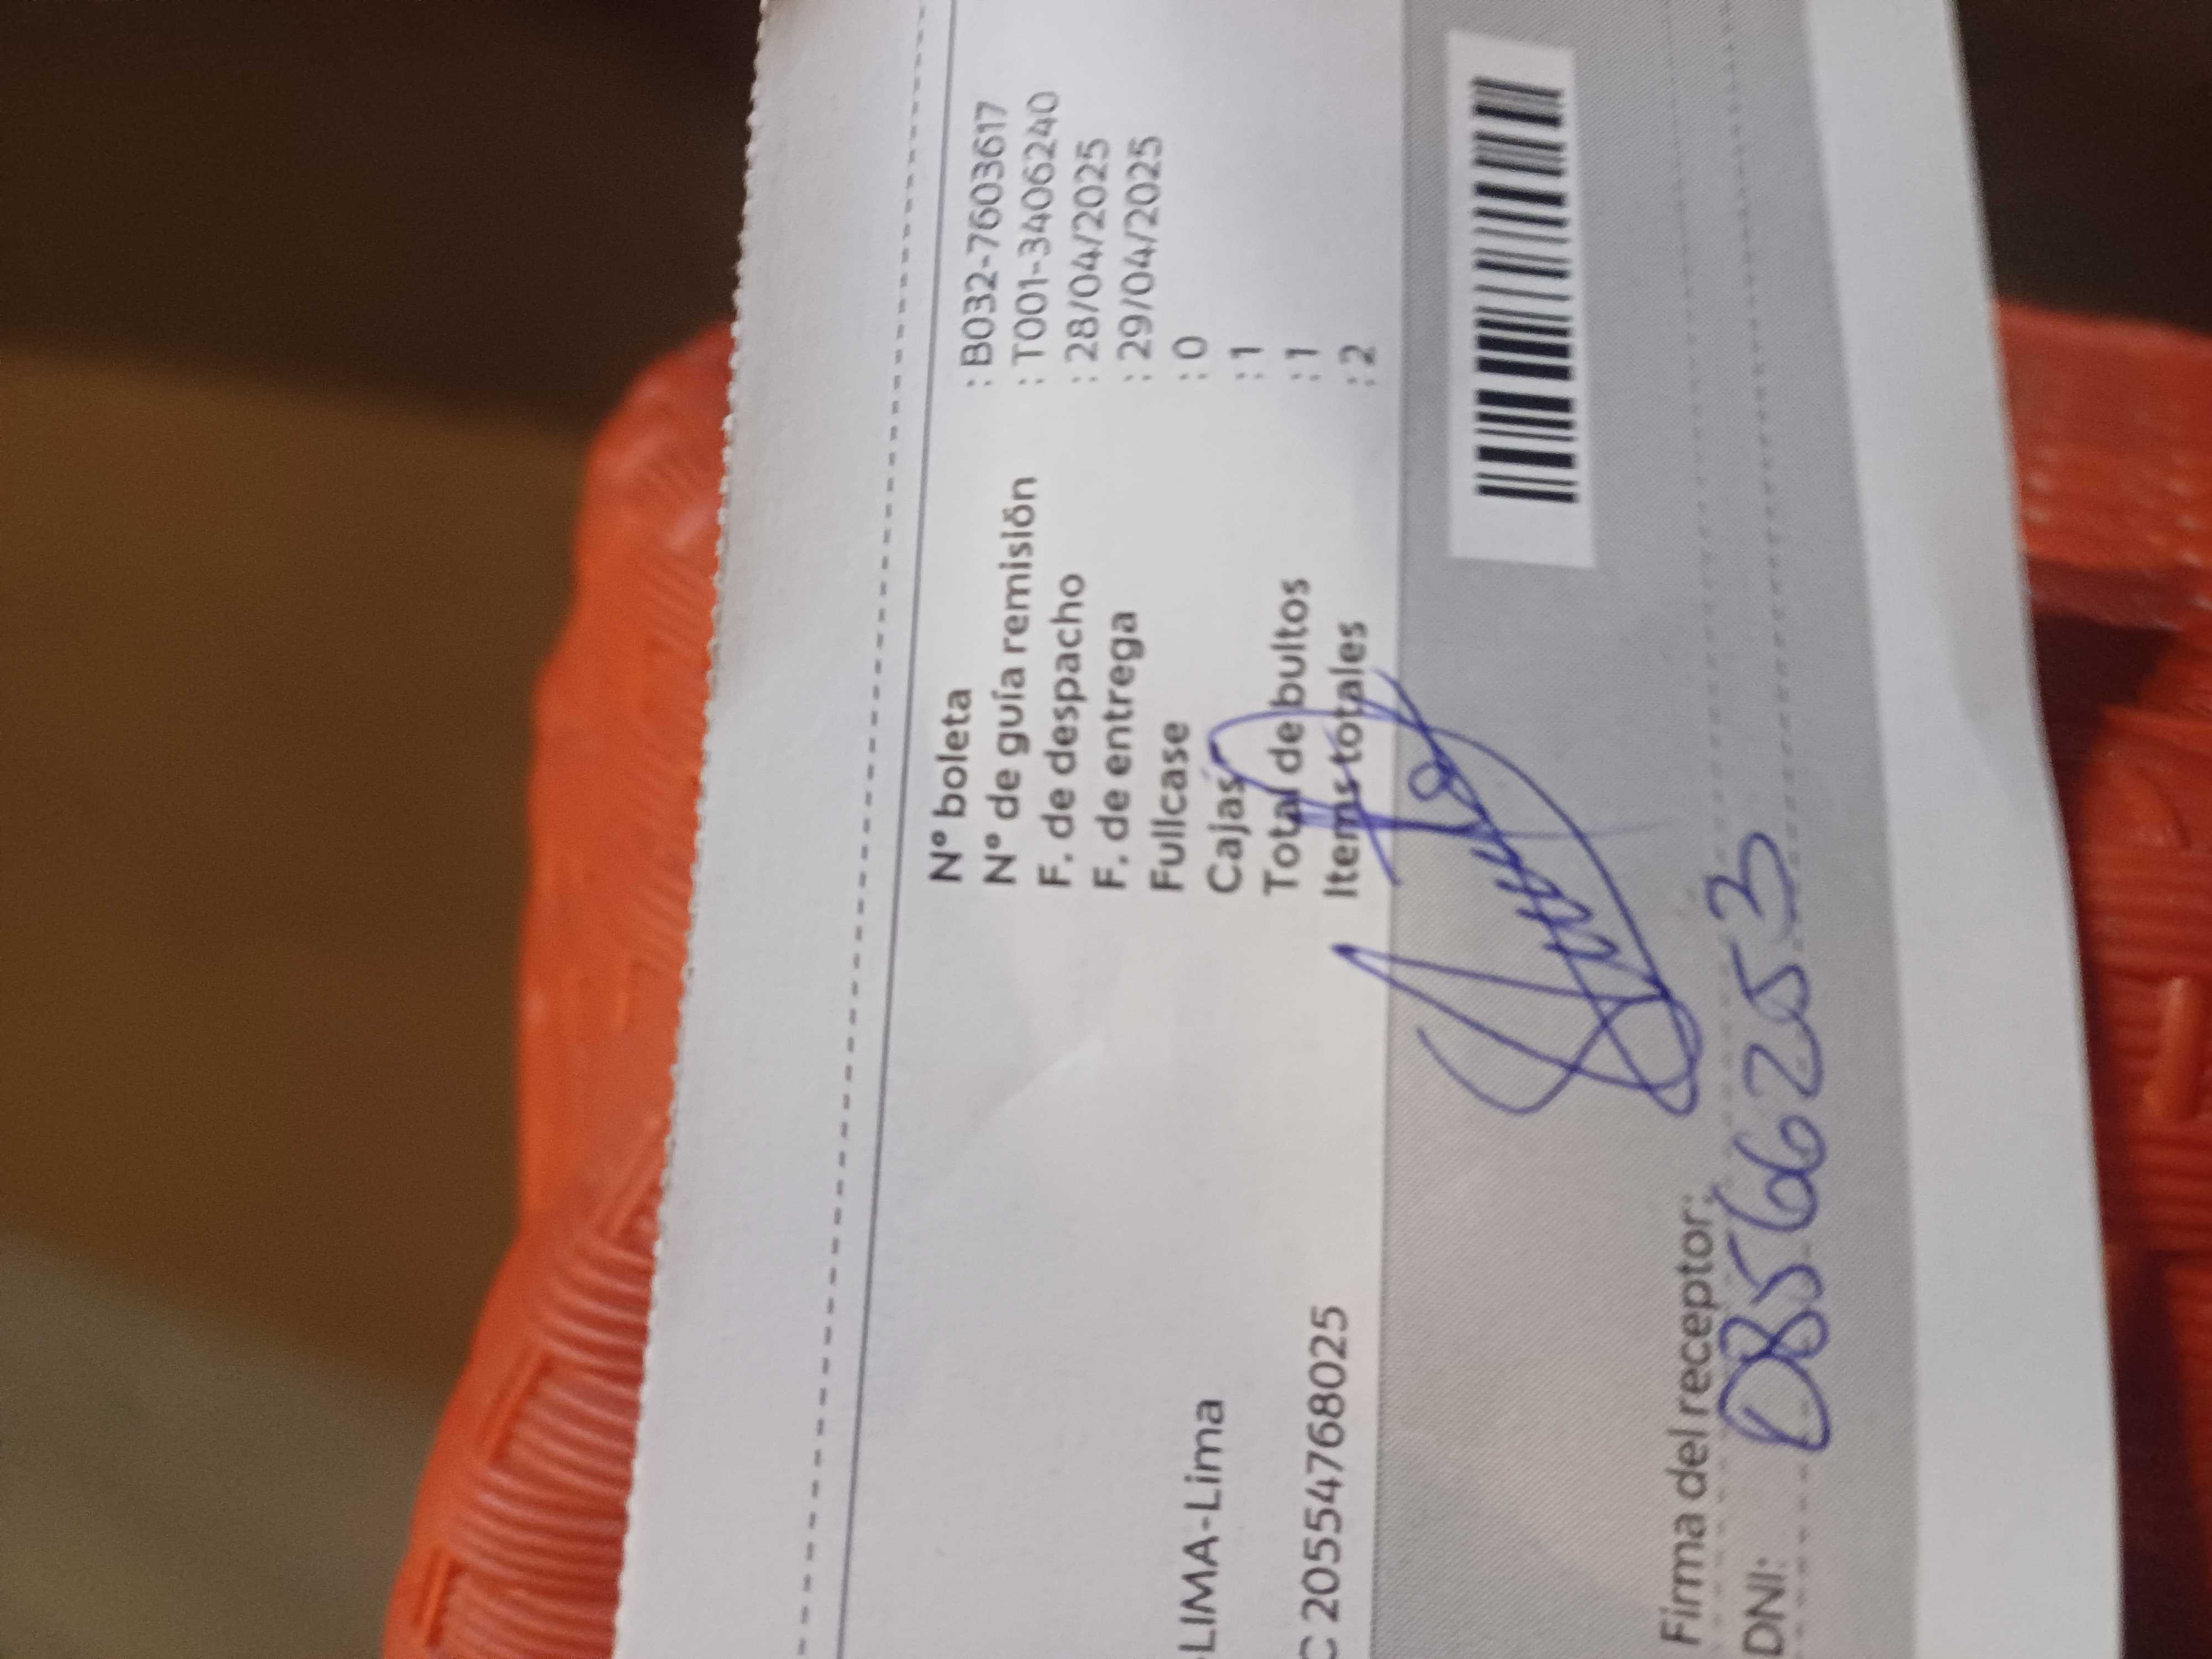 N° boleta : B032-7603617
N° de guía remisión : T001-3406240
F. de despacho : 28/04/2025
F. de entrega : 29/04/2025
Fullcase : 0
-LIMA-Lima Cajas : 1
Total de bultos : 1
C 20554768025 Items totales : 2
Firma del receptor:
DNI: 08566253